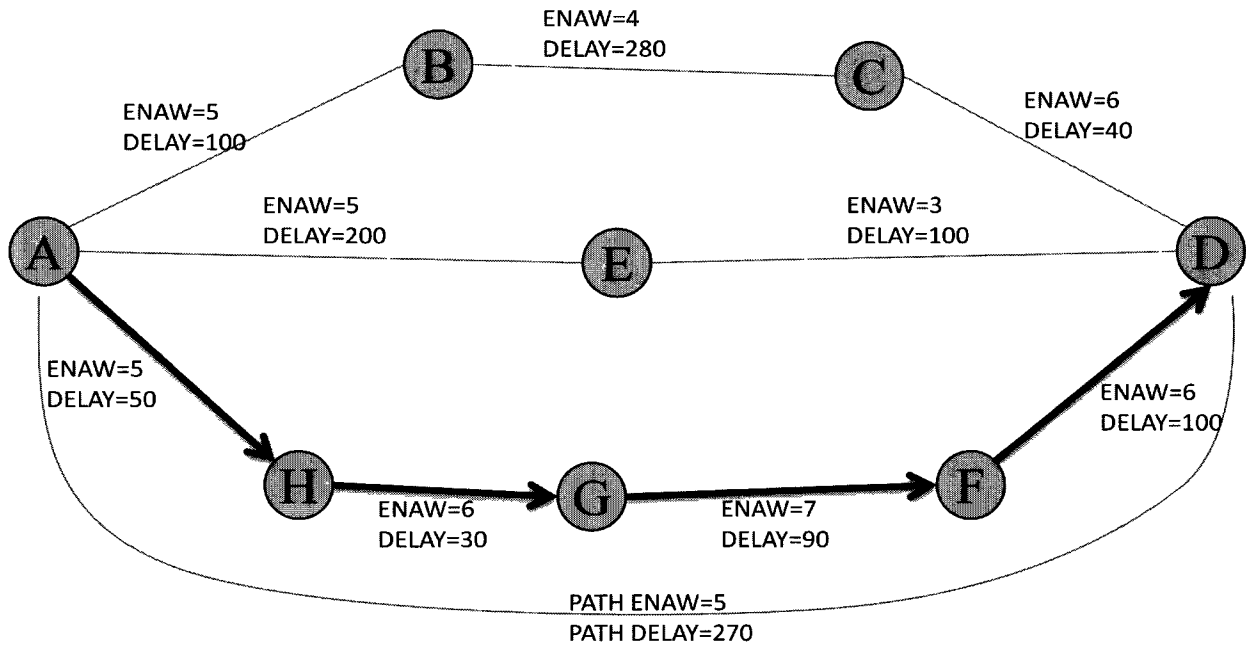 ENAW=4
DELAY=280
B
C
ENAW=5
DELAY=100
ENAW=6
DELAY=40
ENAW=5
DELAY=200
ENAW=3
DELAY=100
A
E
D
ENAW=5
DELAY=50
ENAW=6
DELAY=100
H
G
F
ENAW=6
DELAY=30
ENAW=7
DELAY=90
PATH ENAW=5
PATH DELAY=270